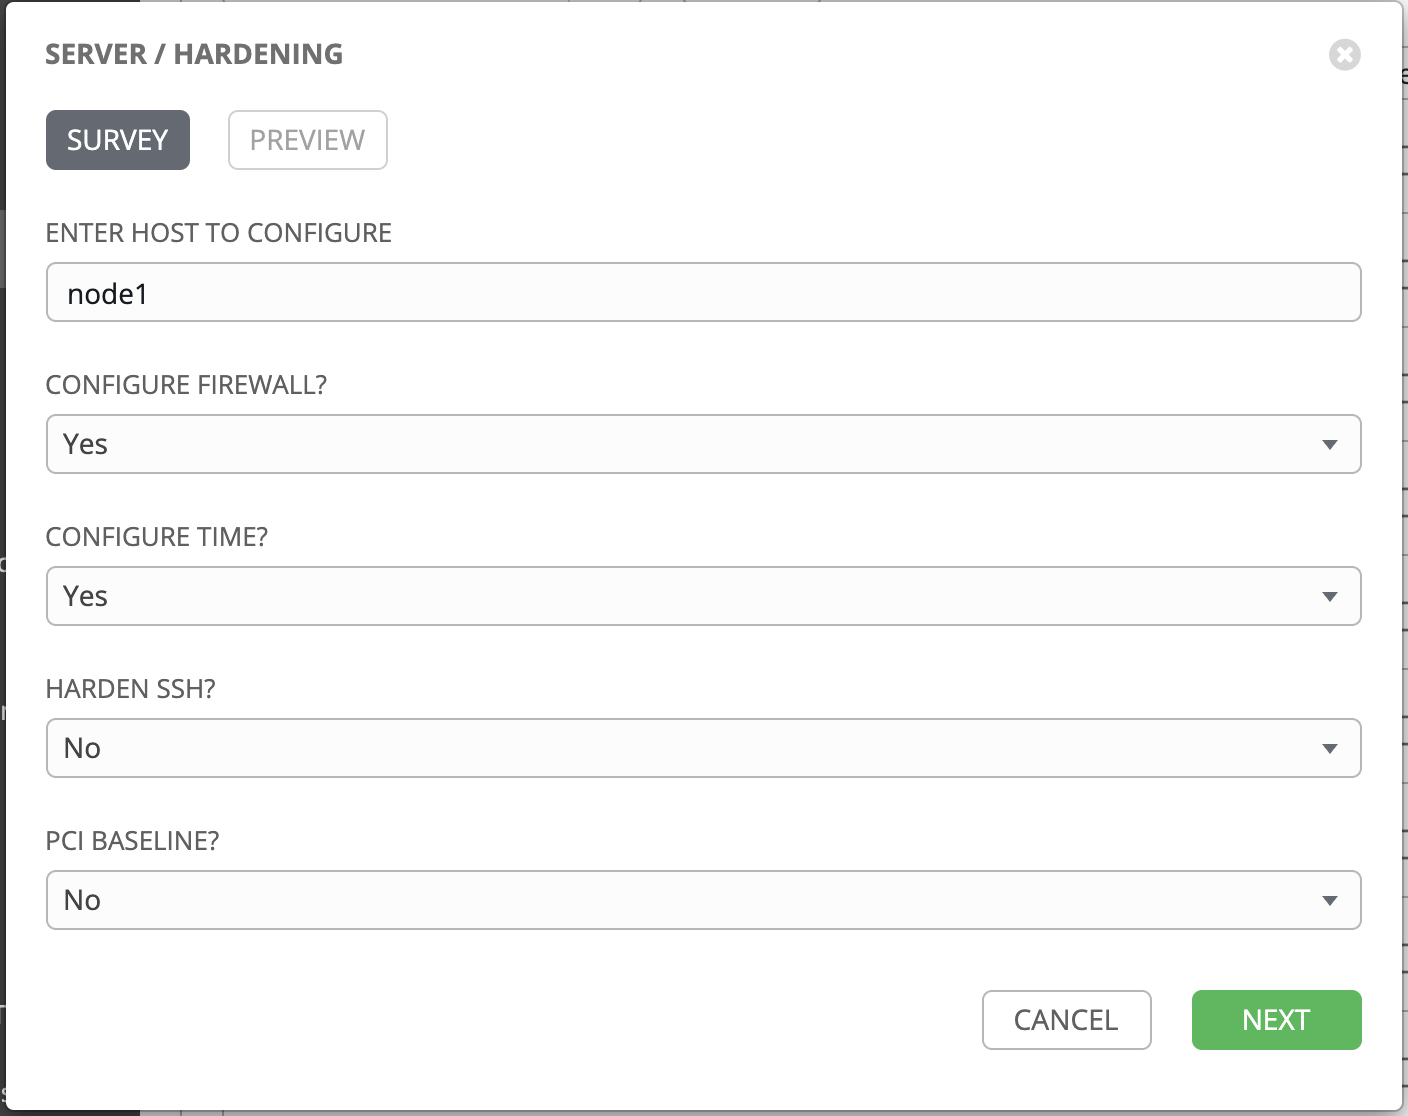 SERVER / HARDENING
SURVEY
PREVIEW
ENTER HOST TO CONFIGURE
node1
CONFIGURE FIREWALL?
Yes
CONFIGURE TIME?
Yes
HARDEN SSH?
No
PCI BASELINE?
No
CANCEL
NEXT